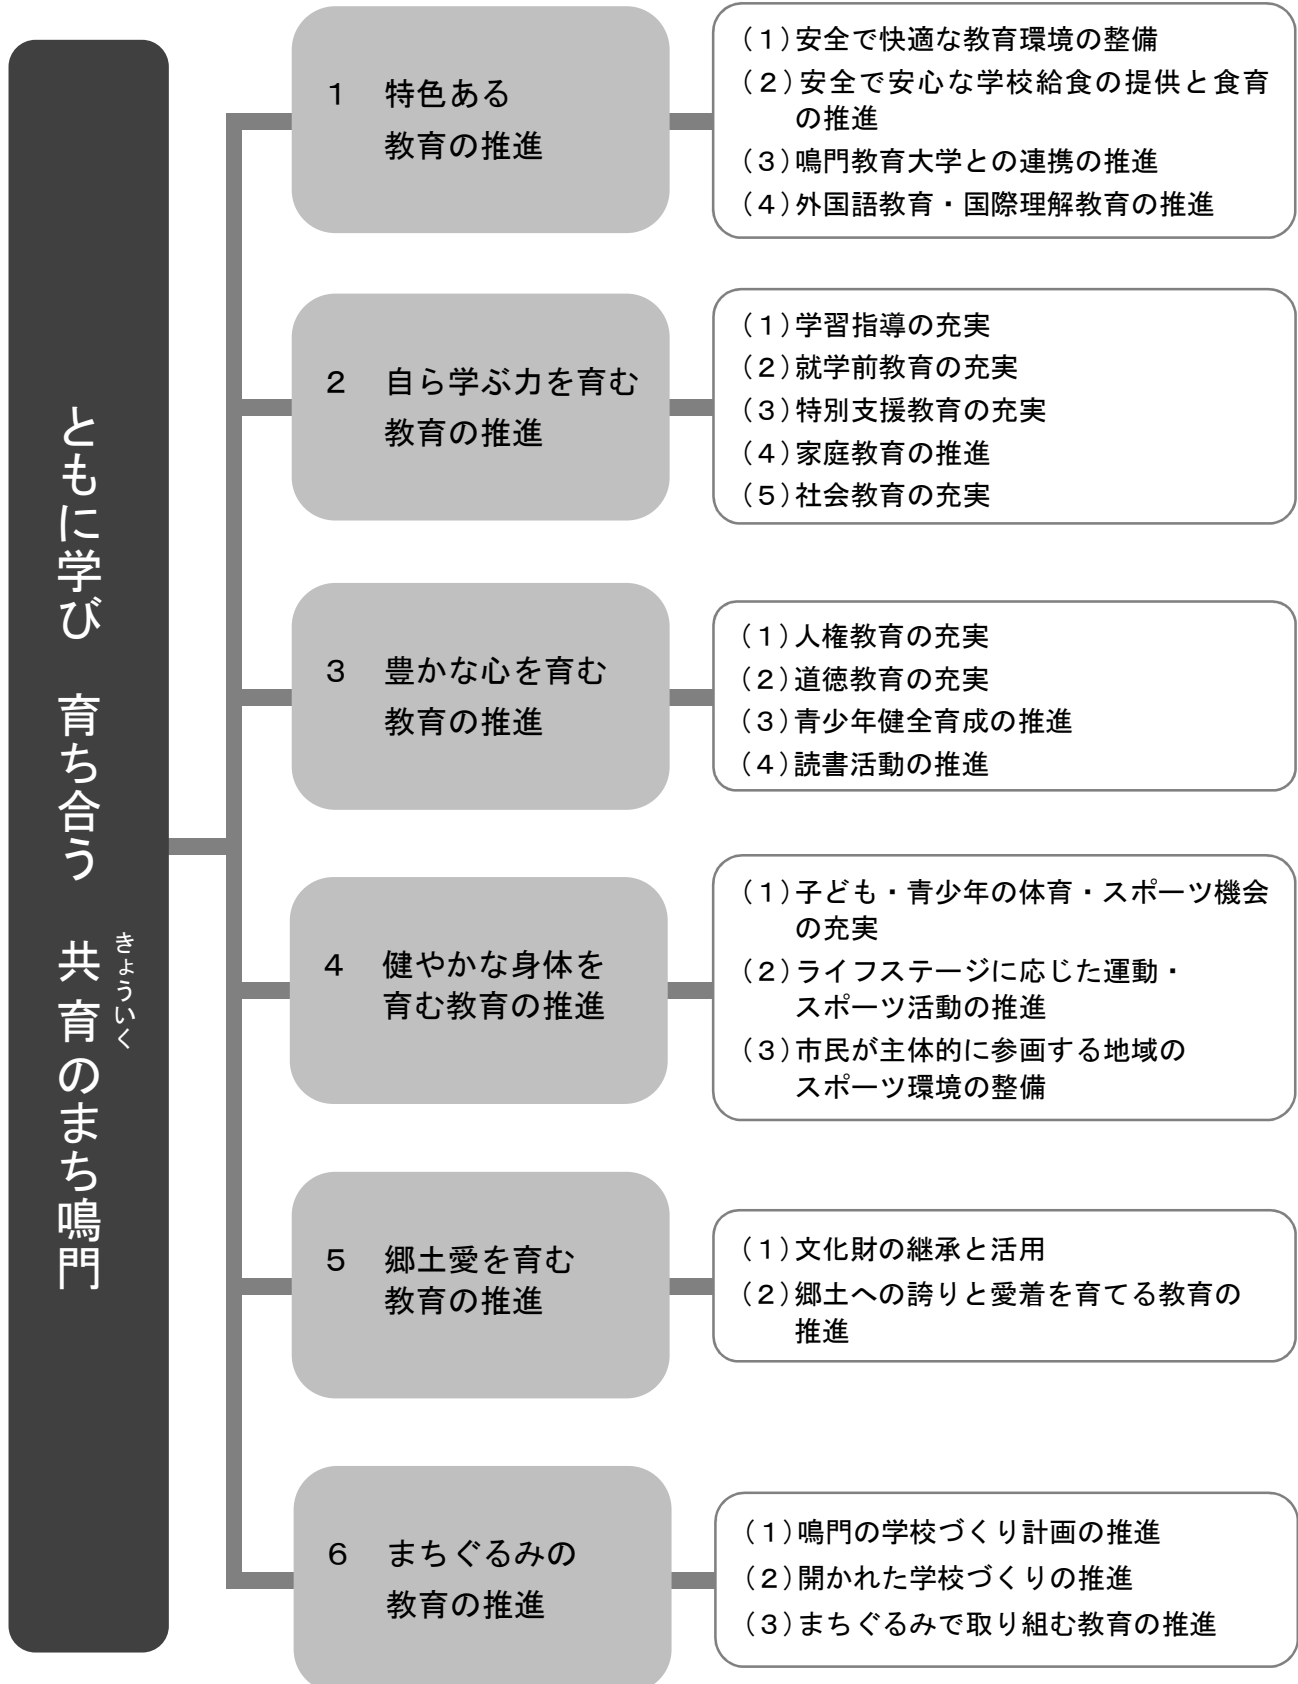 ともに学び　育ち合う　共育のまち鳴門
きょういく
１　特色ある
教育の推進
（１）安全で快適な教育環境の整備
（２）安全で安心な学校給食の提供と食育
の推進
（３）鳴門教育大学との連携の推進
（４）外国語教育・国際理解教育の推進
２　自ら学ぶ力を育む
教育の推進
（１）学習指導の充実
（２）就学前教育の充実
（３）特別支援教育の充実
（４）家庭教育の推進
（５）社会教育の充実
３　豊かな心を育む
教育の推進
（１）人権教育の充実
（２）道徳教育の充実
（３）青少年健全育成の推進
（４）読書活動の推進
４　健やかな身体を
育む教育の推進
（１）子ども・青少年の体育・スポーツ機会
の充実
（２）ライフステージに応じた運動・
スポーツ活動の推進
（３）市民が主体的に参画する地域の
スポーツ環境の整備
５　郷土愛を育む
教育の推進
（１）文化財の継承と活用
（２）郷土への誇りと愛着を育てる教育の
推進
６　まちぐるみの
教育の推進
（１）鳴門の学校づくり計画の推進
（２）開かれた学校づくりの推進
（３）まちぐるみで取り組む教育の推進